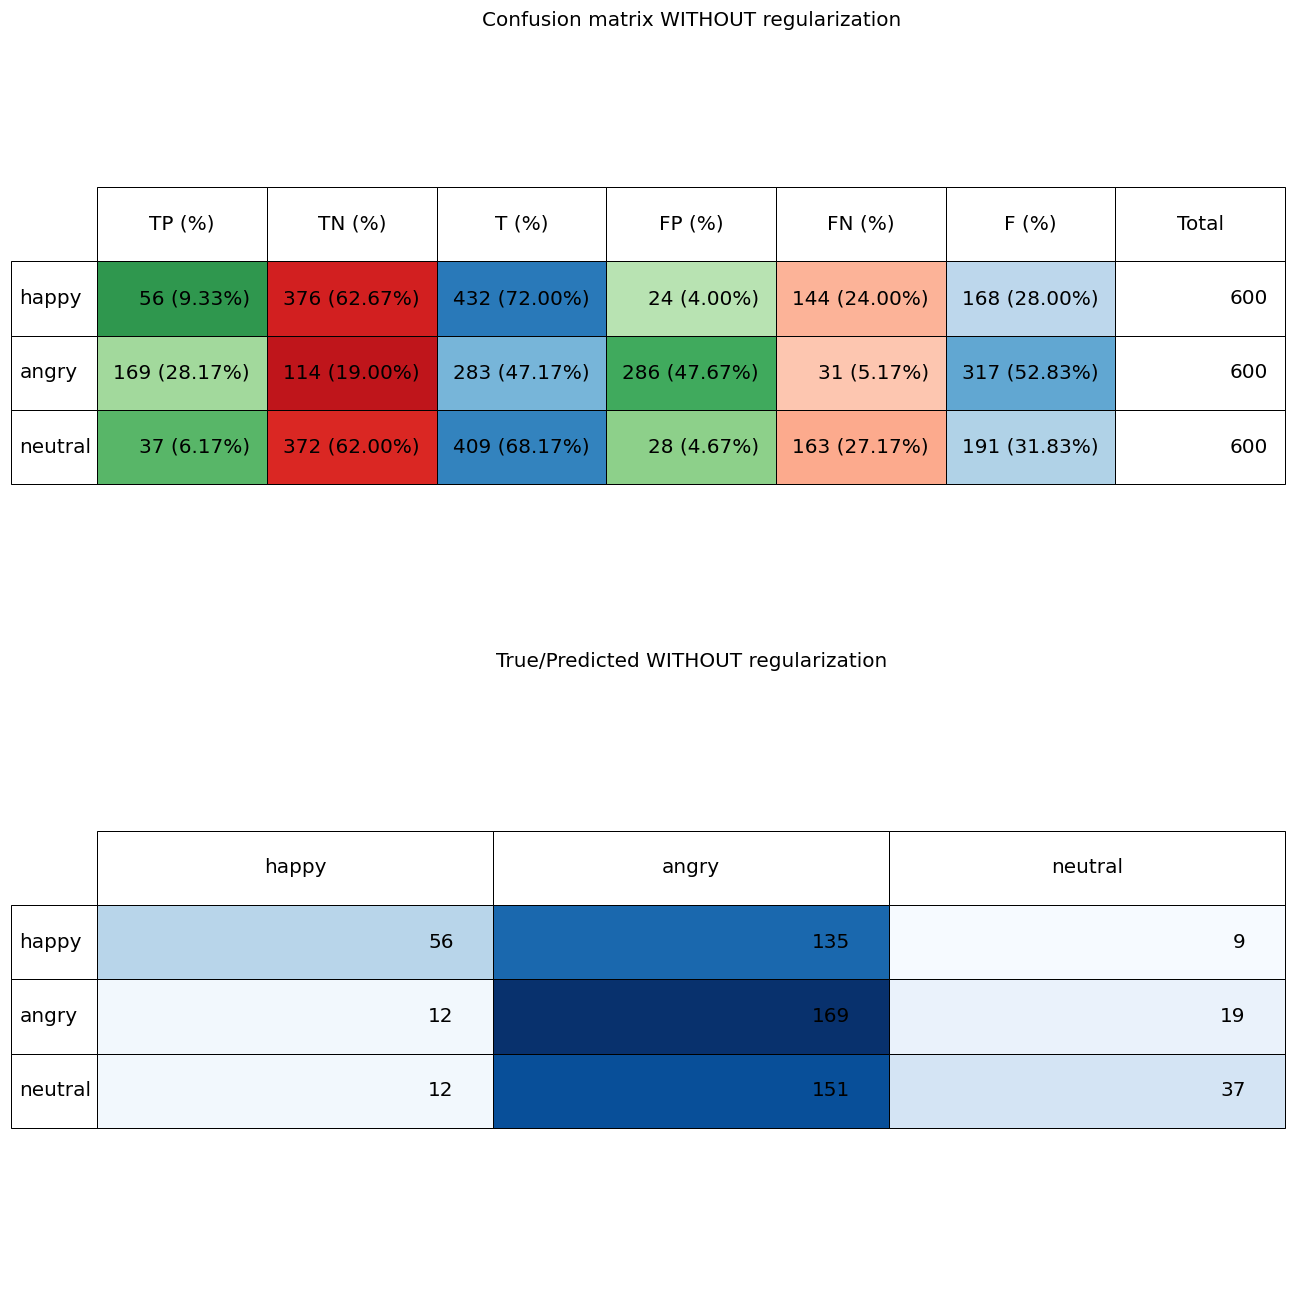 Confusion matrix WITHOUT regularization
TP (%) TN (%) T (%) FP (%) FN (%) F (%) Total
happy 56 (9.33%) 376 (62.67%) 432 (72.00%) 24 (4.00%) 144 (24.00%) 168 (28.00%) 600
angry 169 (28.17%) 114 (19.00%) 283 (47.17%) 286 (47.67%) 31 (5.17%) 317 (52.83%) 600
neutral 37 (6.17%) 372 (62.00%) 409 (68.17%) 28 (4.67%) 163 (27.17%) 191 (31.83%) 600
True/Predicted WITHOUT regularization
happy angry neutral
happy 56 135 9
angry 12 169 19
neutral 12 151 37